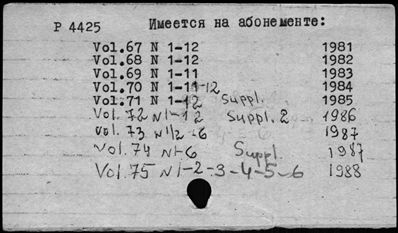 P 4425 Имеется на абонементе:
Vol.67 N 1-12 1981
Vol.68 N 1-12 1982
Vol.69 N 1-11 1983
Vol.70 N 1-11-12 1984
Vol.71 N 1-12 Suppl. 1985
Vol. 72 N 1-12 Suppl. 2 1986
Vol. 73 N 1/2-6 1987
Vol. 74 N1-6 Suppl. 1987
Vol. 75 N 1-2-3-4-5-6 1988